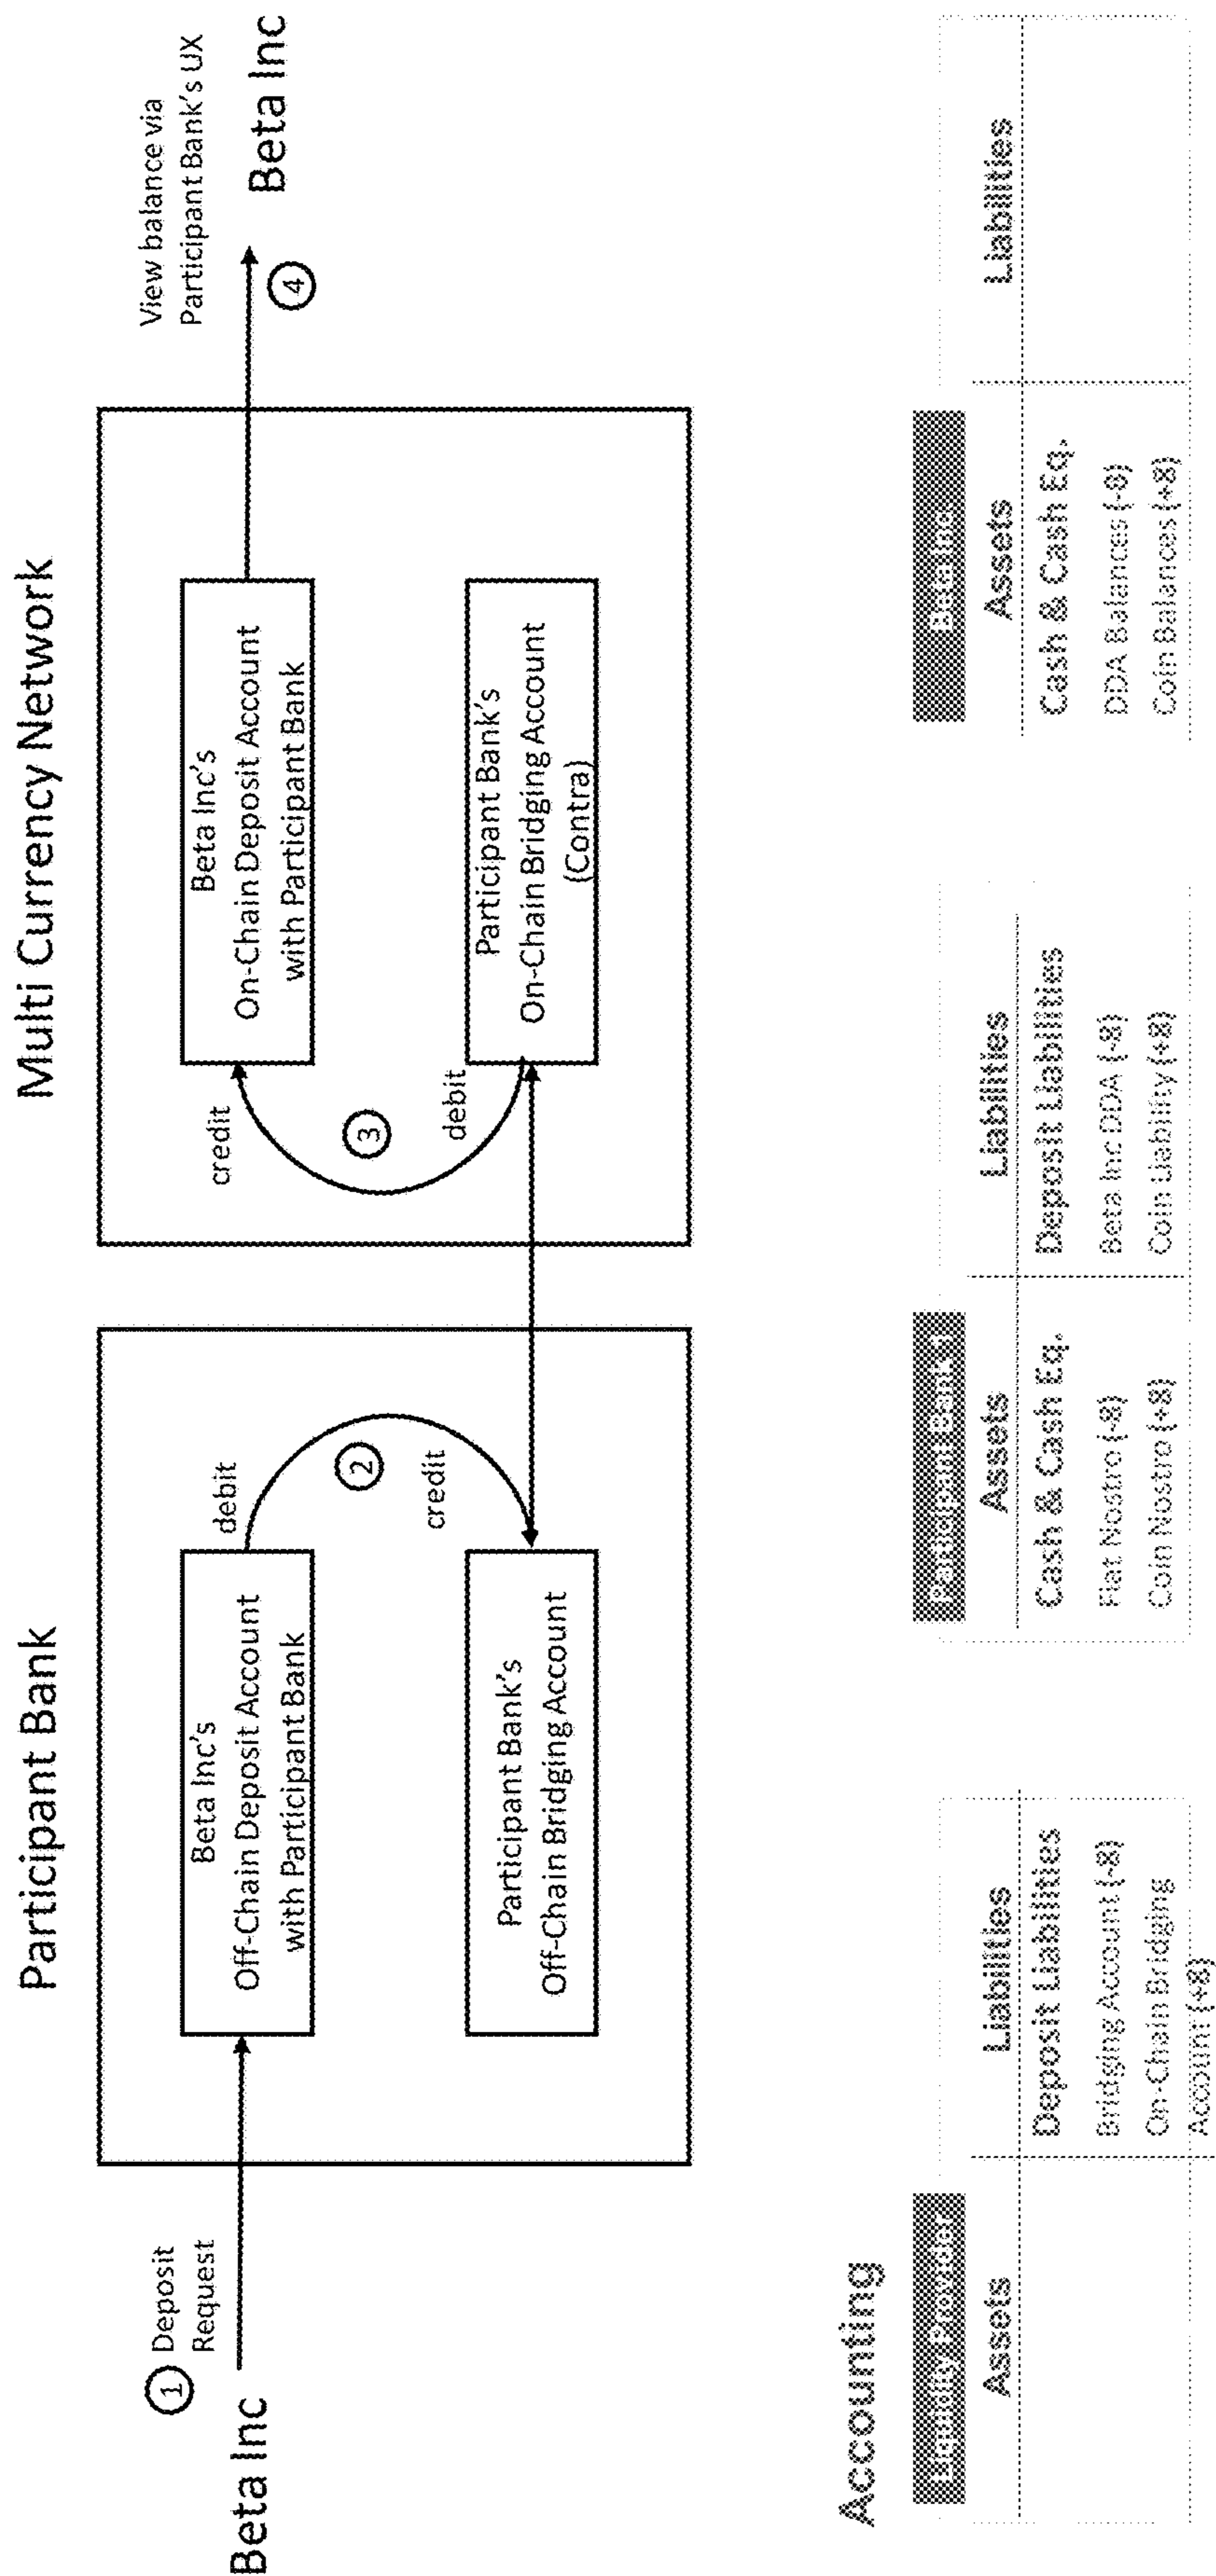 Participant Bank
Multi Currency Network
1
Deposit
Request
Beta Inc
Beta Inc's
Off-Chain Deposit Account
with Participant Bank
debit
2
credit
Participant Bank's
Off-Chain Bridging Account
credit
3
debit
Beta Inc's
On-Chain Deposit Account
with Participant Bank
Participant Bank's
On-Chain Bridging Account
(Contra)
View balance via
Participant Bank's UX
4
Beta Inc
Accounting
Liquidity Provider
Assets
Liabilities
Deposit Liabilities
Bridging Account (-8)
On-Chain Bridging
Account (+8)
Participant Bank 1
Assets
Liabilities
Cash & Cash Eq.
Deposit Liabilities
Fiat Nostro (-8)
Beta Inc DDA (-8)
Coin Nostro (+8)
Coin Liability (+8)
Beta Inc
Assets
Liabilities
Cash & Cash Eq.
DDA Balances
Coin Balances (+8)